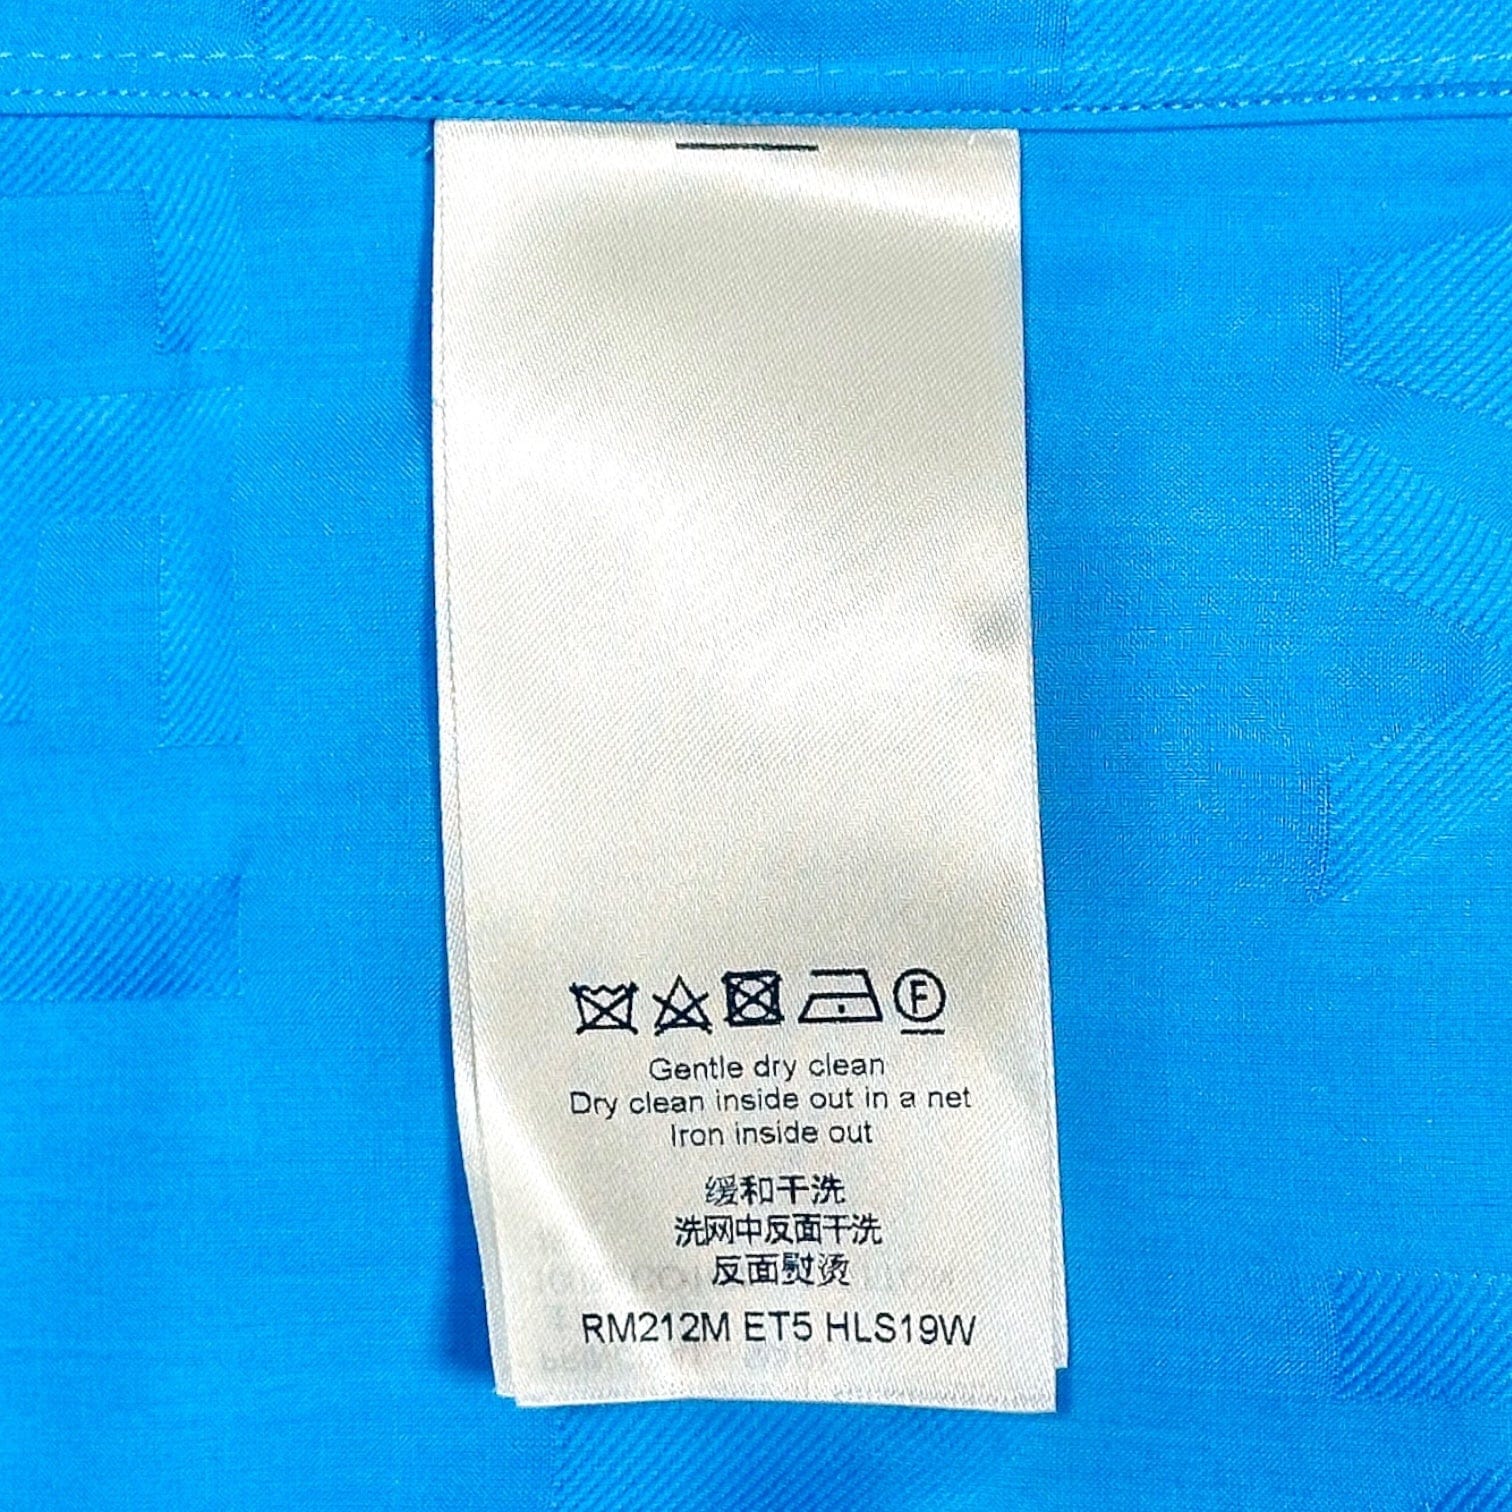 F
Gentle dry clean
Dry clean inside out in a net
Iron inside out
缓和干洗
洗网中反面干洗
反面熨烫
RM212M ET5 HLS19W